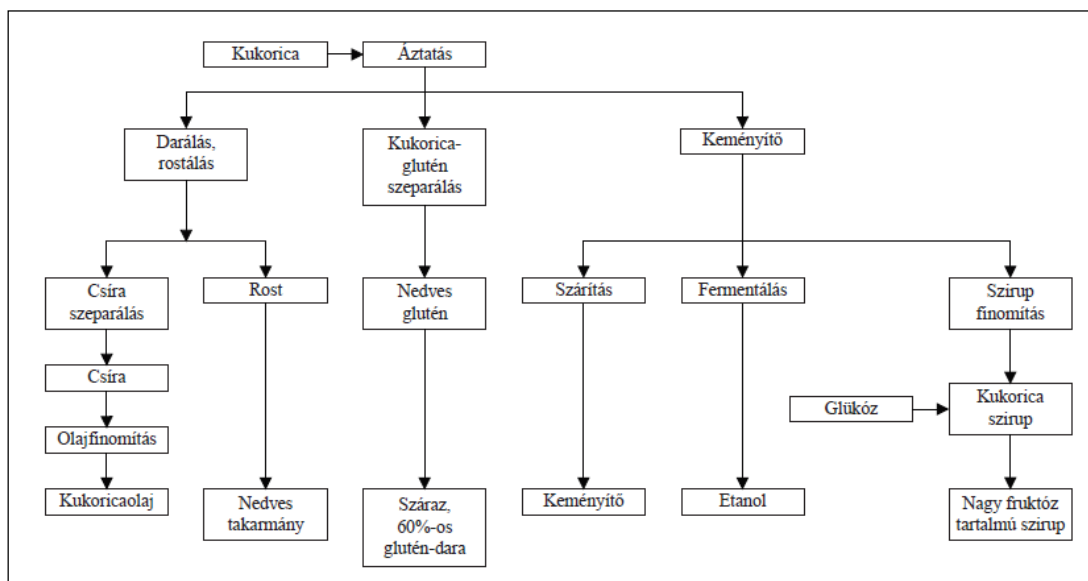 Kukorica
Áztatás
Darálás,
rostálás
Kukorica-
glutén
szeparálás
Keményítő
Csíra
szeparálás
Rost
Nedves
glutén
Szárítás
Fermentálás
Szirup
finomítás
Csíra
Glükóz
Kukorica
szirup
Olajfinomítás
Kukoricaolaj
Nedves
takarmány
Száraz,
60%-os
glutén-dara
Keményítő
Etanol
Nagy fruktóz
tartalmú szirup